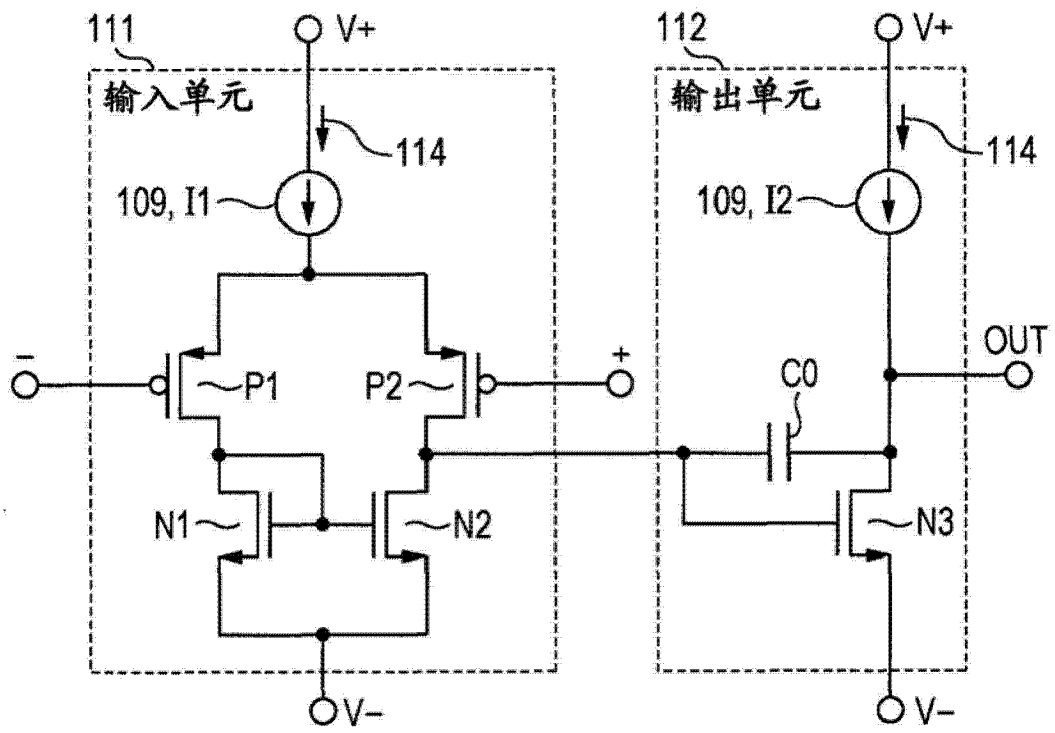 111
V+
112
V+
输入单元
输出单元
114
114
109, I1
109, I2
OUT
−
+
P1
P2
C0
N1
N2
N3
V−
V−